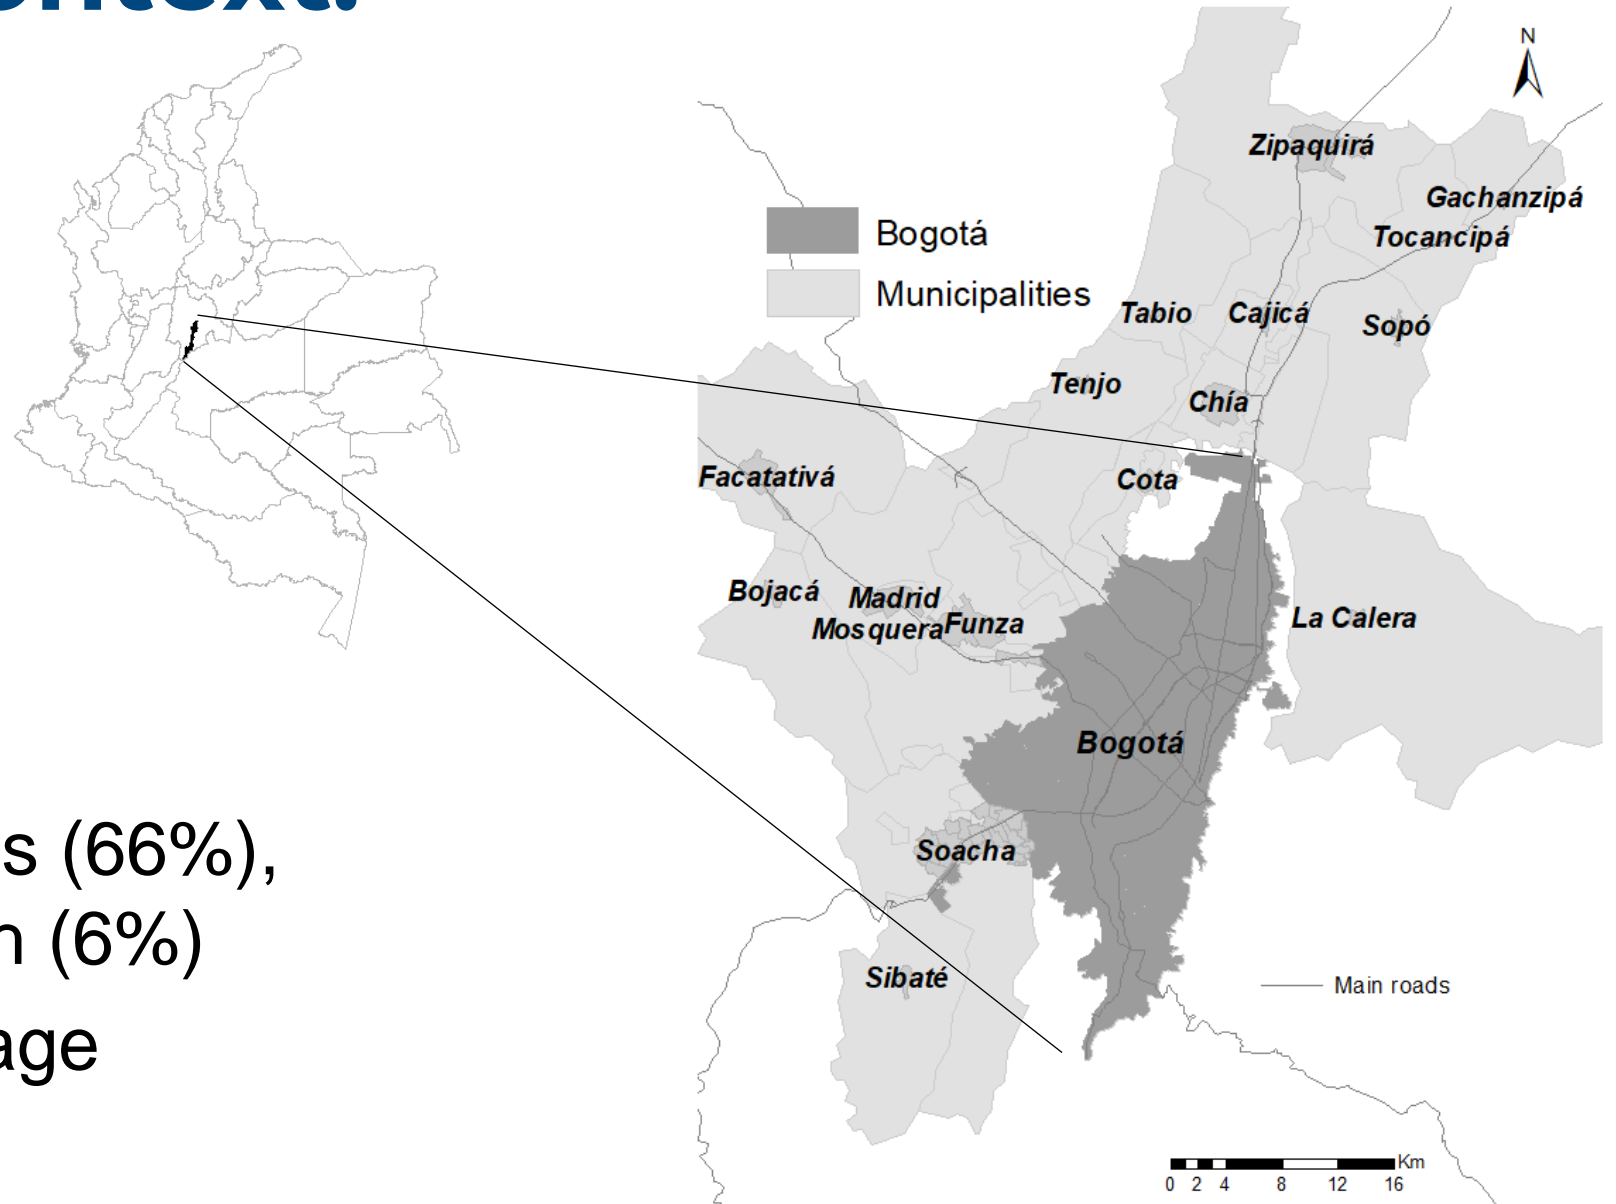 ontext:
N
Zipaquirá
Gachanzipá
Tocancipá
Bogotá
Municipalities
Tabio
Cajicá
Sopó
Tenjo
Chía
Facatativá
Cota
Bojacá
Madrid
Mosquera
Funza
La Calera
Bogotá
s (66%),
Soacha
n (6%)
Sibaté
Main roads
age
Km
0 2 4 8 12 16